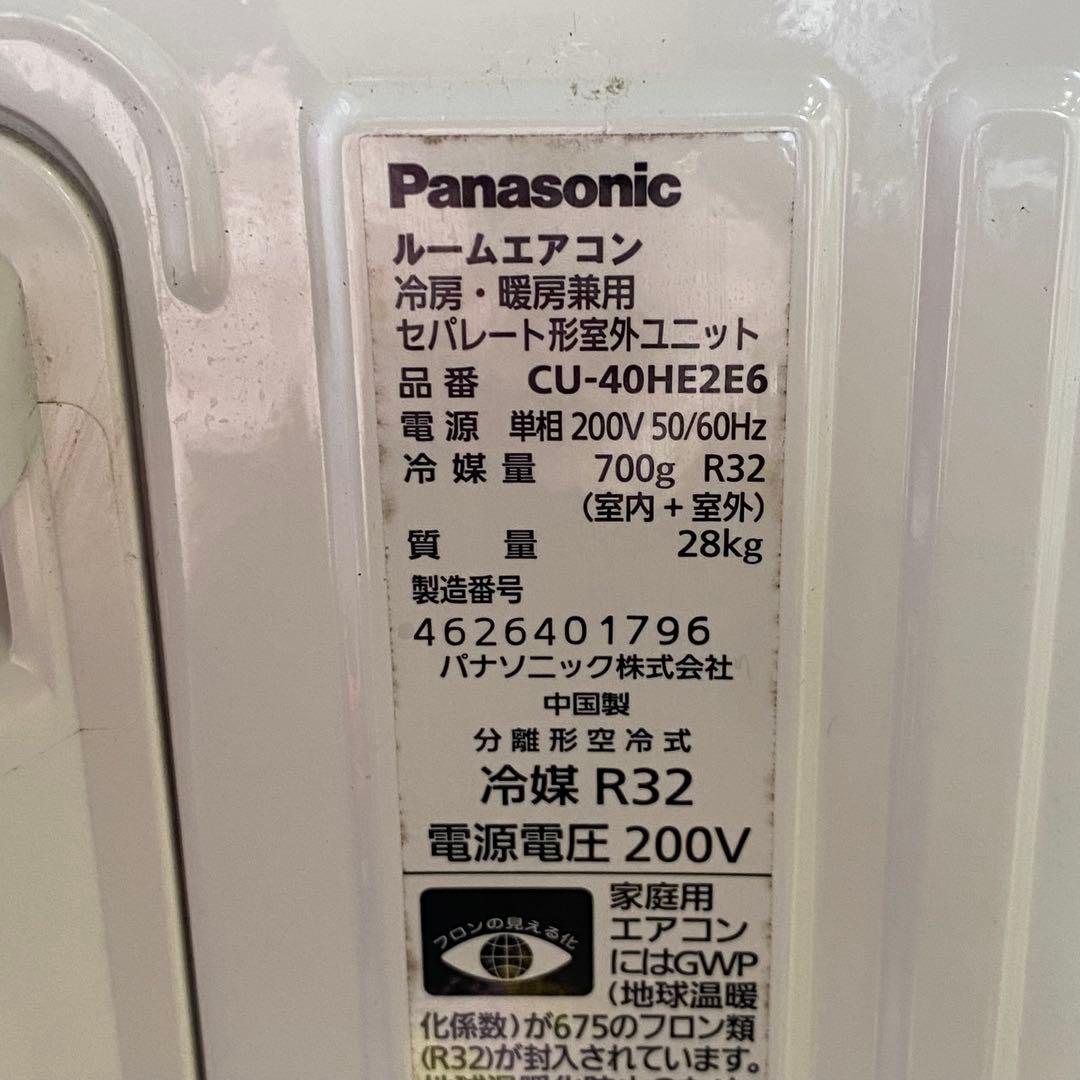 Panasonic
ルームエアコン
冷房・暖房兼用
セパレート形室外ユニット
品番 CU-40HE2E6
電源 単相 200V 50/60Hz
冷媒量 700g R32
(室内+室外)
質量 28kg
製造番号
4626401796
パナソニック株式会社
中国製
分離形空冷式
冷媒 R32
電源電圧 200V
フロンの見える化
家庭用
エアコン
にはGWP
(地球温暖
化係数)が675のフロン類
(R32)が封入されています。